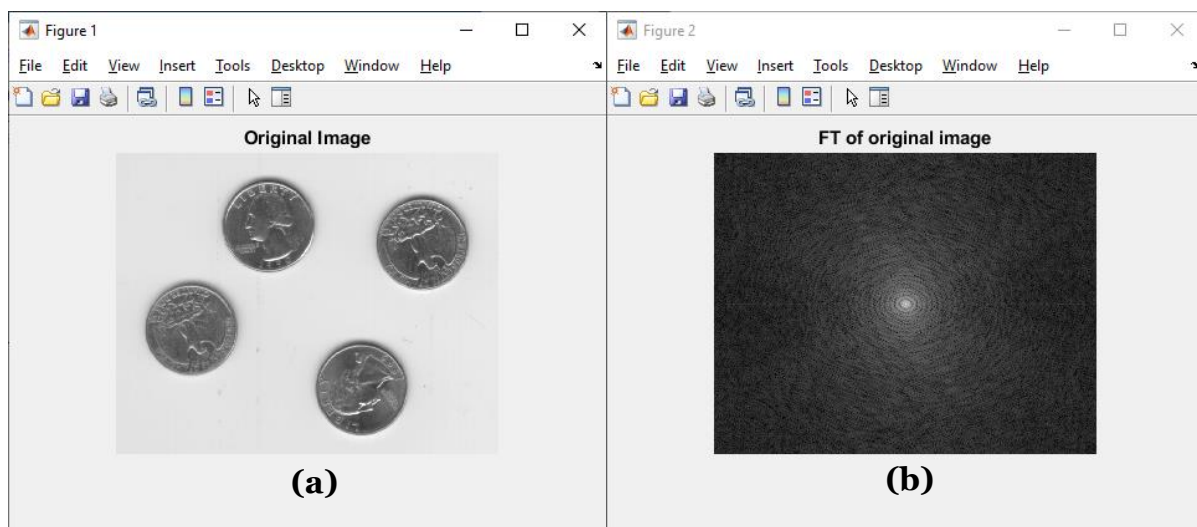 Figure 1
File Edit View Insert Tools Desktop Window Help
Original Image
LIBERTY
(a)
Figure 2
File Edit View Insert Tools Desktop Window Help
FT of original image
(b)